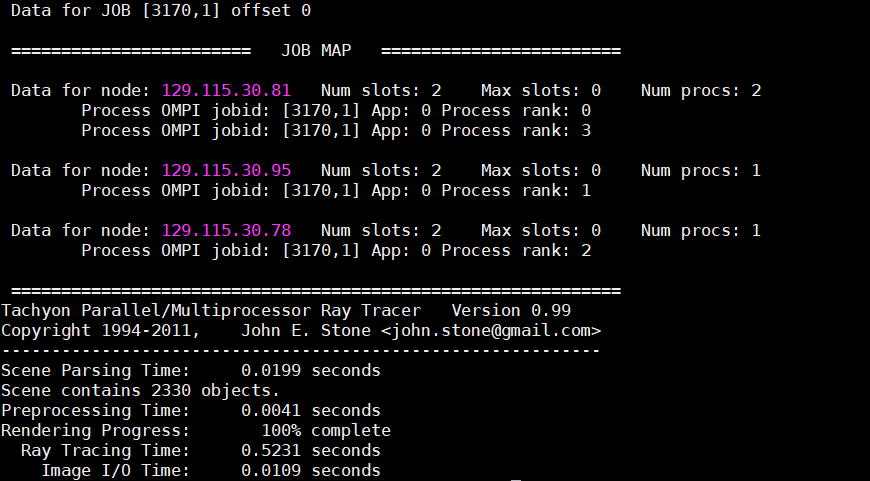 Data for JOB [3170,1] offset 0
======================== JOB MAP ========================
Data for node: 129.115.30.81 Num slots: 2 Max slots: 0 Num procs: 2
Process OMPI jobid: [3170,1] App: 0 Process rank: 0
Process OMPI jobid: [3170,1] App: 0 Process rank: 3
Data for node: 129.115.30.95 Num slots: 2 Max slots: 0 Num procs: 1
Process OMPI jobid: [3170,1] App: 0 Process rank: 1
Data for node: 129.115.30.78 Num slots: 2 Max slots: 0 Num procs: 1
Process OMPI jobid: [3170,1] App: 0 Process rank: 2
=============================================================
Tachyon Parallel/Multiprocessor Ray Tracer Version 0.99
Copyright 1994-2011, John E. Stone <john.stone@gmail.com>
------------------------------------------------------------
Scene Parsing Time: 0.0199 seconds
Scene contains 2330 objects.
Preprocessing Time: 0.0041 seconds
Rendering Progress: 100% complete
Ray Tracing Time: 0.5231 seconds
Image I/O Time: 0.0109 seconds